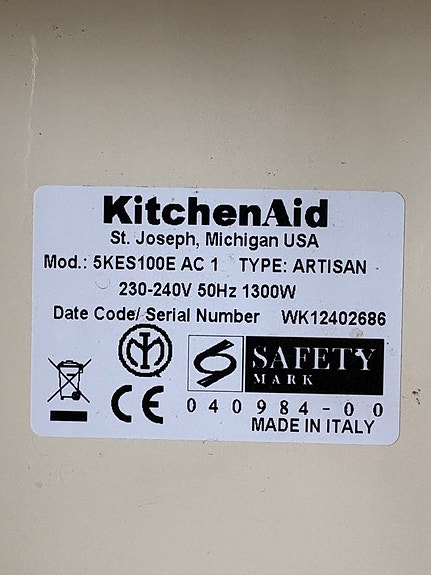 KitchenAid
St. Joseph, Michigan USA
Mod.: 5KES100E AC 1 TYPE: ARTISAN
230-240V 50Hz 1300W
Date Code/ Serial Number WK12402686
SAFETY
MARK
CE
040984-00
MADE IN ITALY